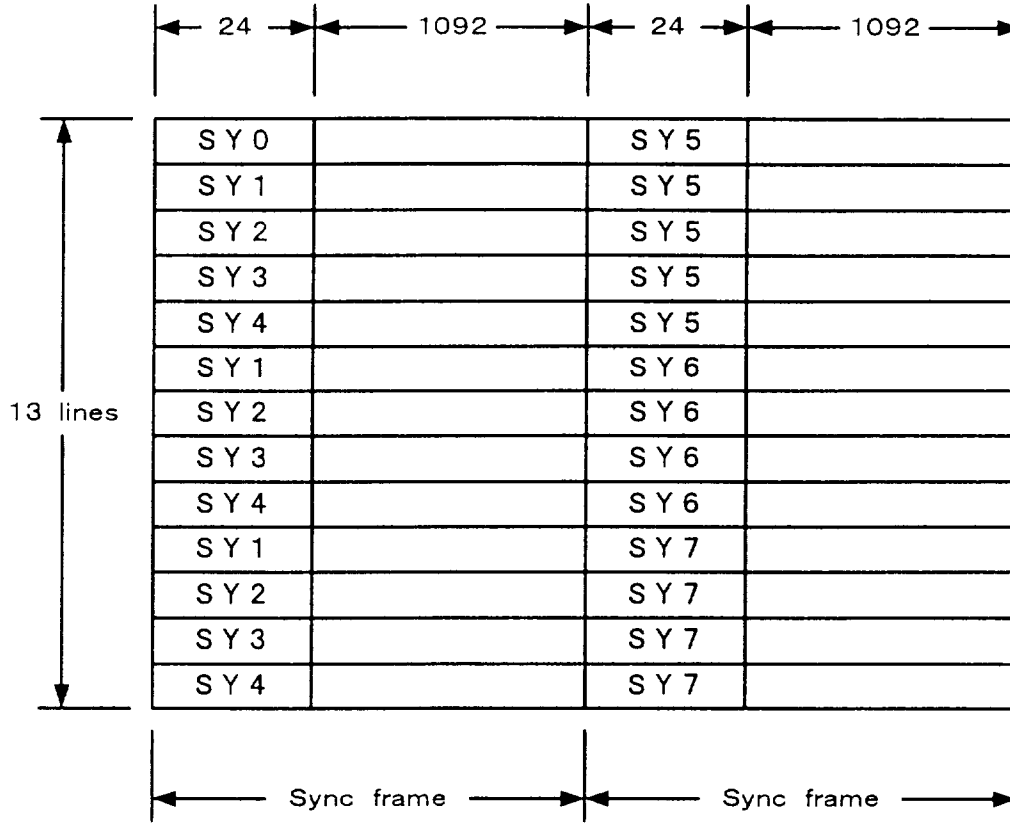 24 1092 24 1092
SY0 SY5
SY1 SY5
SY2 SY5
SY3 SY5
SY4 SY5
SY1 SY6
13 lines SY2 SY6
SY3 SY6
SY4 SY6
SY1 SY7
SY2 SY7
SY3 SY7
SY4 SY7
Sync frame Sync frame